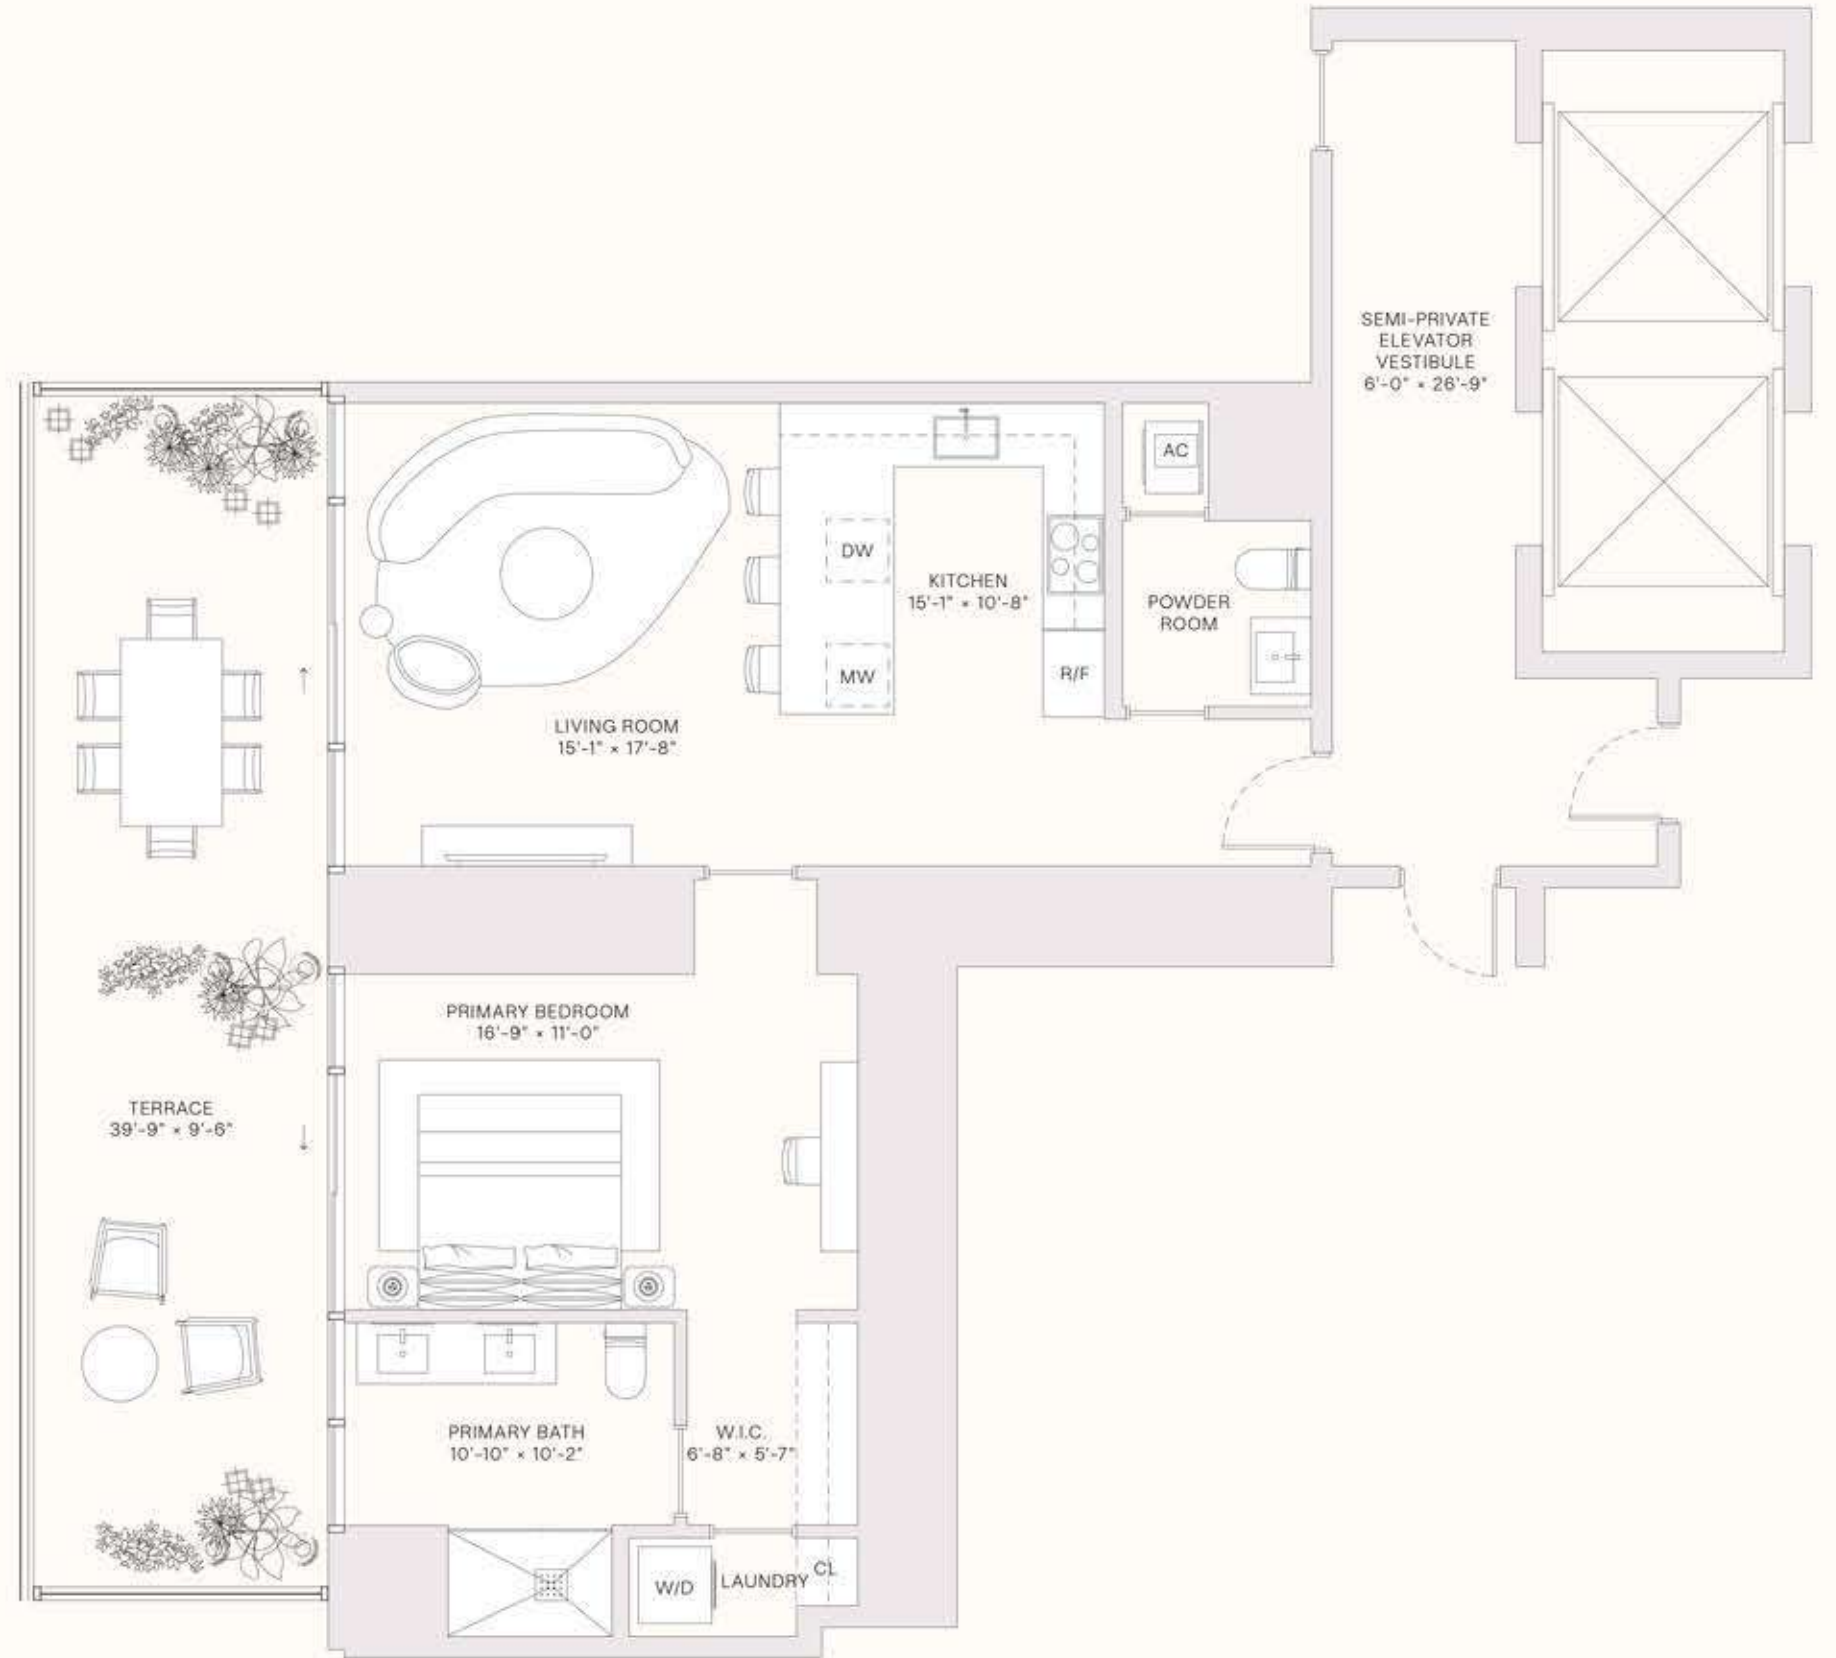 SEMI-PRIVATE
ELEVATOR
VESTIBULE
6'-0" × 26'-9"
AC
DW
KITCHEN
15'-1" × 10'-8"
POWDER
ROOM
MW
R/F
LIVING ROOM
15'-1" × 17'-8"
PRIMARY BEDROOM
16'-9" × 11'-0"
TERRACE
39'-9" × 9'-6"
PRIMARY BATH
10'-10" × 10'-2"
W.I.C.
6'-8" × 5'-7"
W/D
LAUNDRY
CL